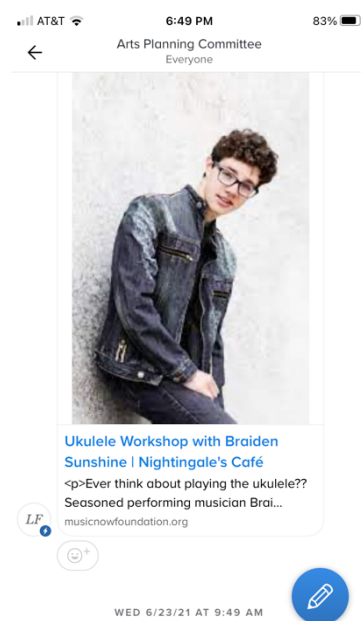 AT&T 6:49 PM 83%
Arts Planning Committee
Everyone
Ukulele Workshop with Braiden
Sunshine | Nightingale's Café
<p>Ever think about playing the ukulele??
Seasoned performing musician Brai...
LF
musicnowfoundation.org
WED 6/23/21 AT 9:49 AM